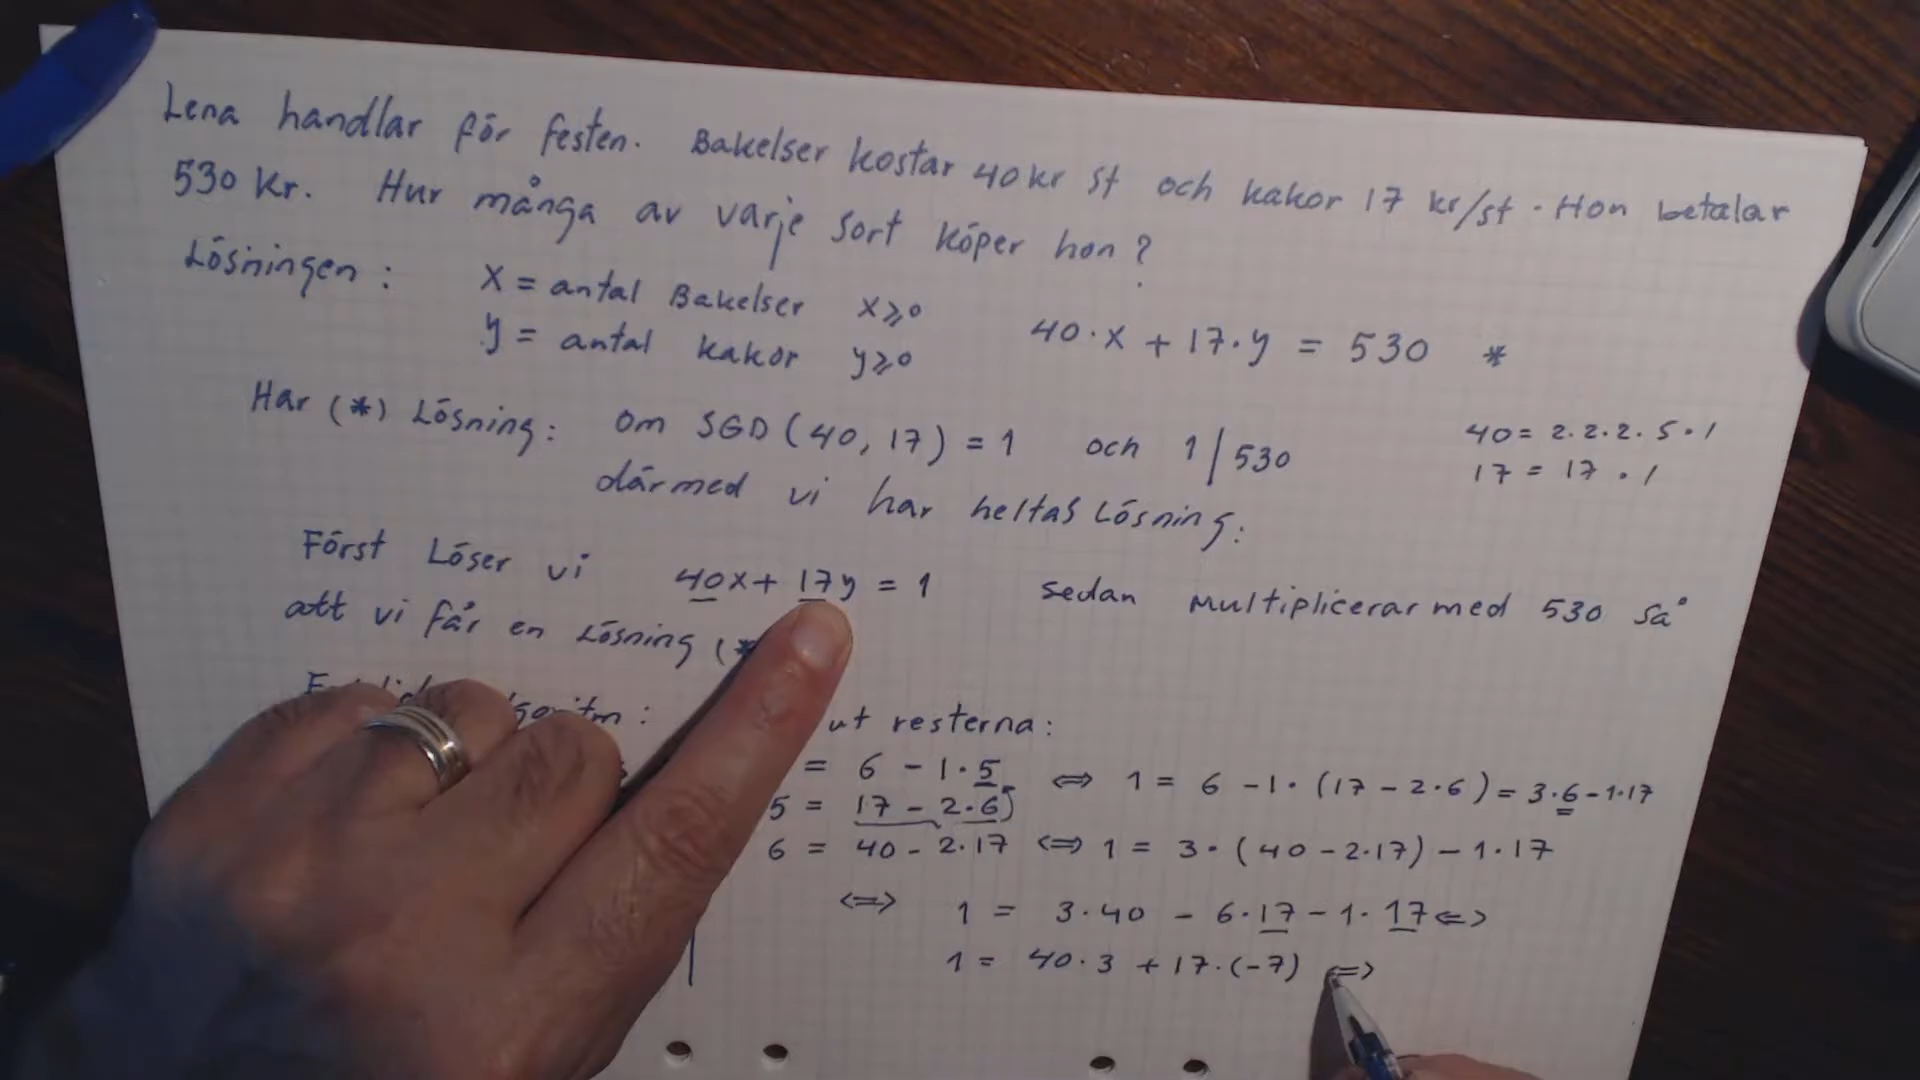 Lena handlar för festen. Bakelser kostar 40 kr st och kakor 17 kr/st. Hon betalar
530 kr. Hur många av varje sort köper hon?
Lösningen: x = antal Bakelser x ⩾ 0
y = antal kakor y ⩾ 0
40·x + 17·y = 530 *
Har (*) Lösning: om SGD(40, 17) = 1 och 1 | 530
40 = 2·2·2·5·1
17 = 17·1
därmed vi har heltals Lösning:
Först Löser vi 40x + 17y = 1 sedan Multiplicerar med 530 så
att vi får en Lösning (*
ut resterna:
= 6 - 1·5 <=> 1 = 6 - 1·(17 - 2·6) = 3·6 - 1·17
5 = 17 - 2·6
6 = 40 - 2·17 <=> 1 = 3·(40 - 2·17) - 1·17
<=> 1 = 3·40 - 6·17 - 1·17 <=>
1 = 40·3 + 17·(-7) <=>